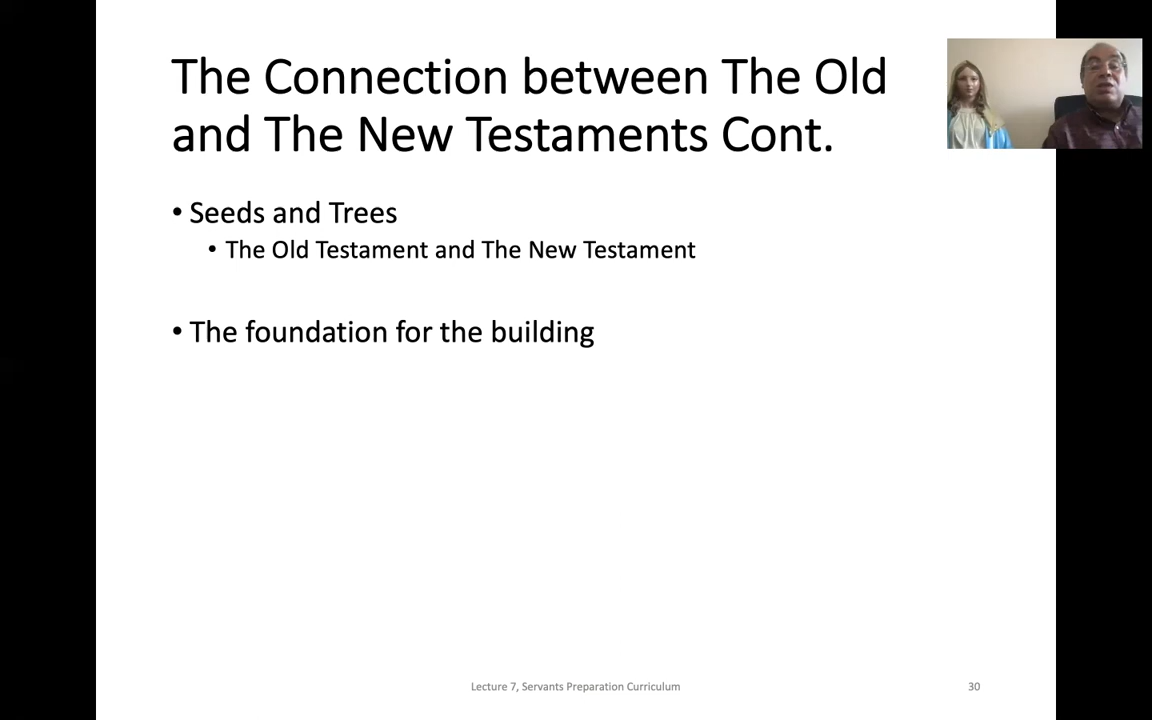 The Connection between The Old
and The New Testaments Cont.
• Seeds and Trees
• The Old Testament and The New Testament
• The foundation for the building
Lecture 7, Servants Preparation Curriculum
30